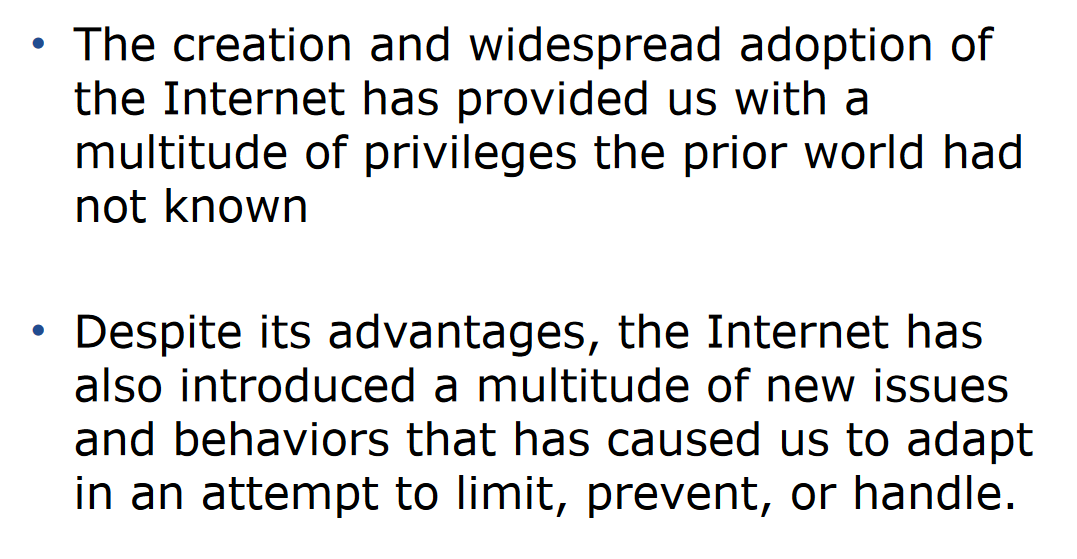 • The creation and widespread adoption of
the Internet has provided us with a
multitude of privileges the prior world had
not known
• Despite its advantages, the Internet has
also introduced a multitude of new issues
and behaviors that has caused us to adapt
in an attempt to limit, prevent, or handle.